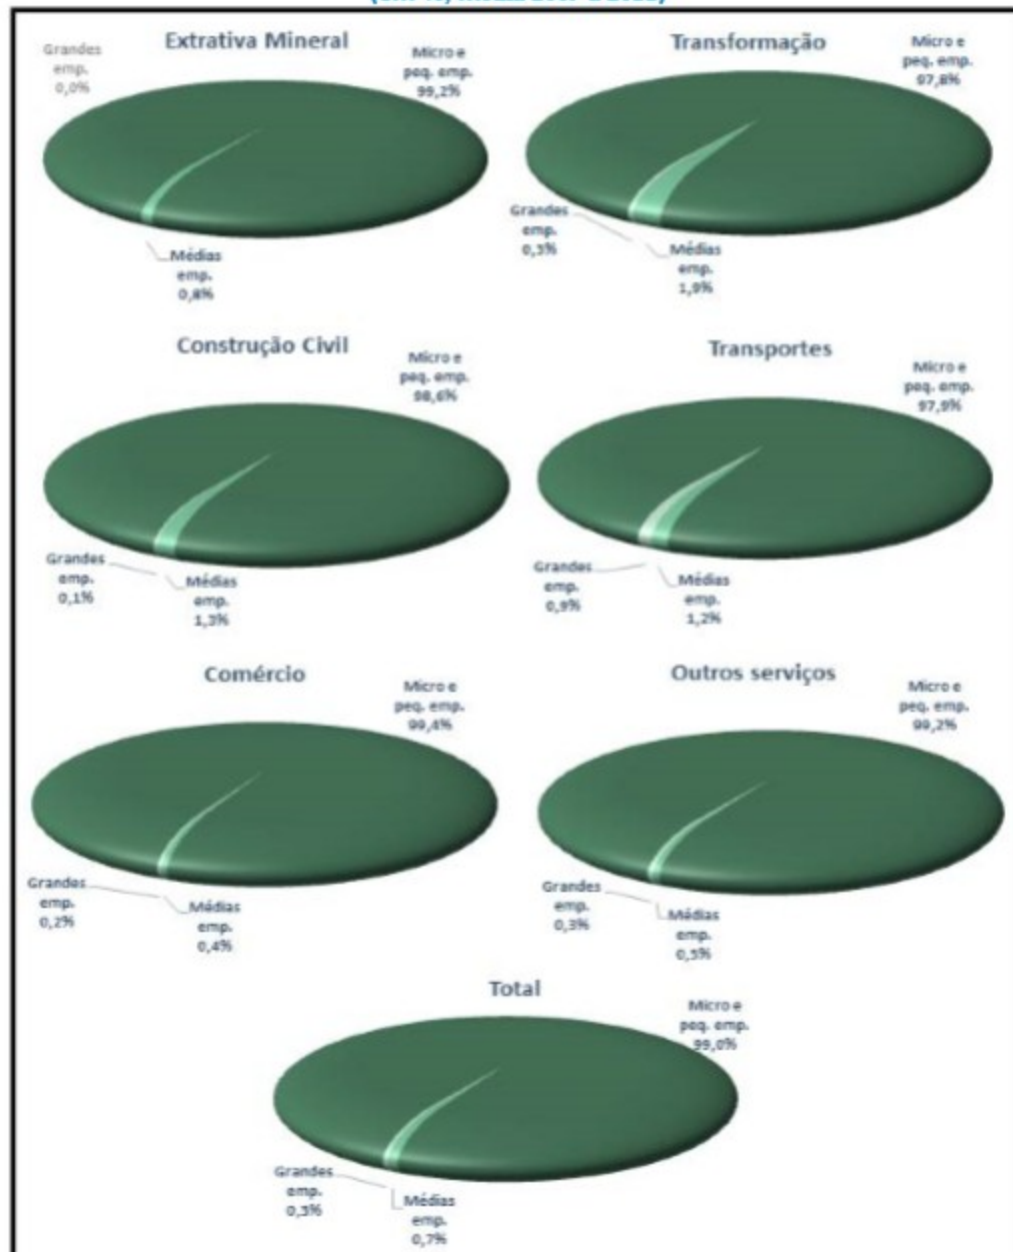 Extrativa Mineral
Grandes
emp.
0,0%
Micro e
peq. emp.
99,2%
Médias
emp.
0,8%
Transformação
Micro e
peq. emp.
97,8%
Grandes
emp.
0,3%
Médias
emp.
1,9%
Construção Civil
Micro e
peq. emp.
98,6%
Grandes
emp.
0,1%
Médias
emp.
1,3%
Transportes
Micro e
peq. emp.
97,9%
Grandes
emp.
0,9%
Médias
emp.
1,2%
Comércio
Micro e
peq. emp.
99,4%
Grandes
emp.
0,2%
Médias
emp.
0,4%
Outros serviços
Micro e
peq. emp.
99,2%
Grandes
emp.
0,3%
Médias
emp.
0,5%
Total
Micro e
peq. emp.
99,0%
Grandes
emp.
0,3%
Médias
emp.
0,7%